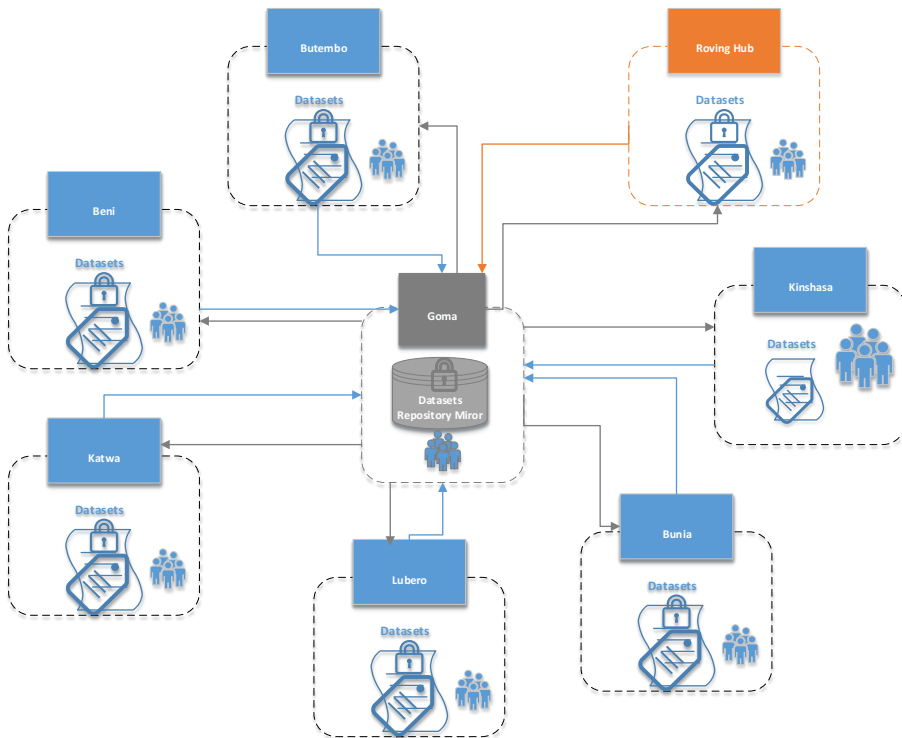 Butembo
Datasets
Roving Hub
Datasets
Beni
Datasets
Goma
Datasets
Repository Miror
Kinshasa
Datasets
Katwa
Datasets
Lubero
Datasets
Bunia
Datasets